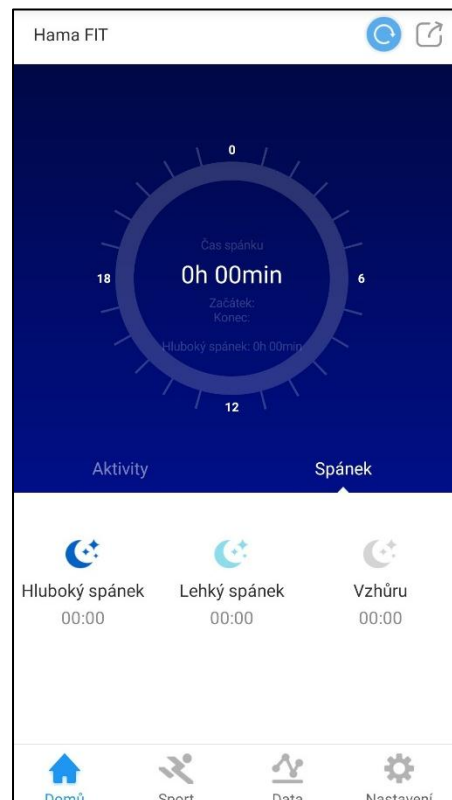 Hama FIT
0
Čas spánku
18
0h 00min
6
Začátek:
Konec:
Hluboký spánek: 0h 00min
12
Aktivity
Spánek
Hluboký spánek
Lehký spánek
Vzhůru
00:00
00:00
00:00
Domů
Sport
Data
Nastavení